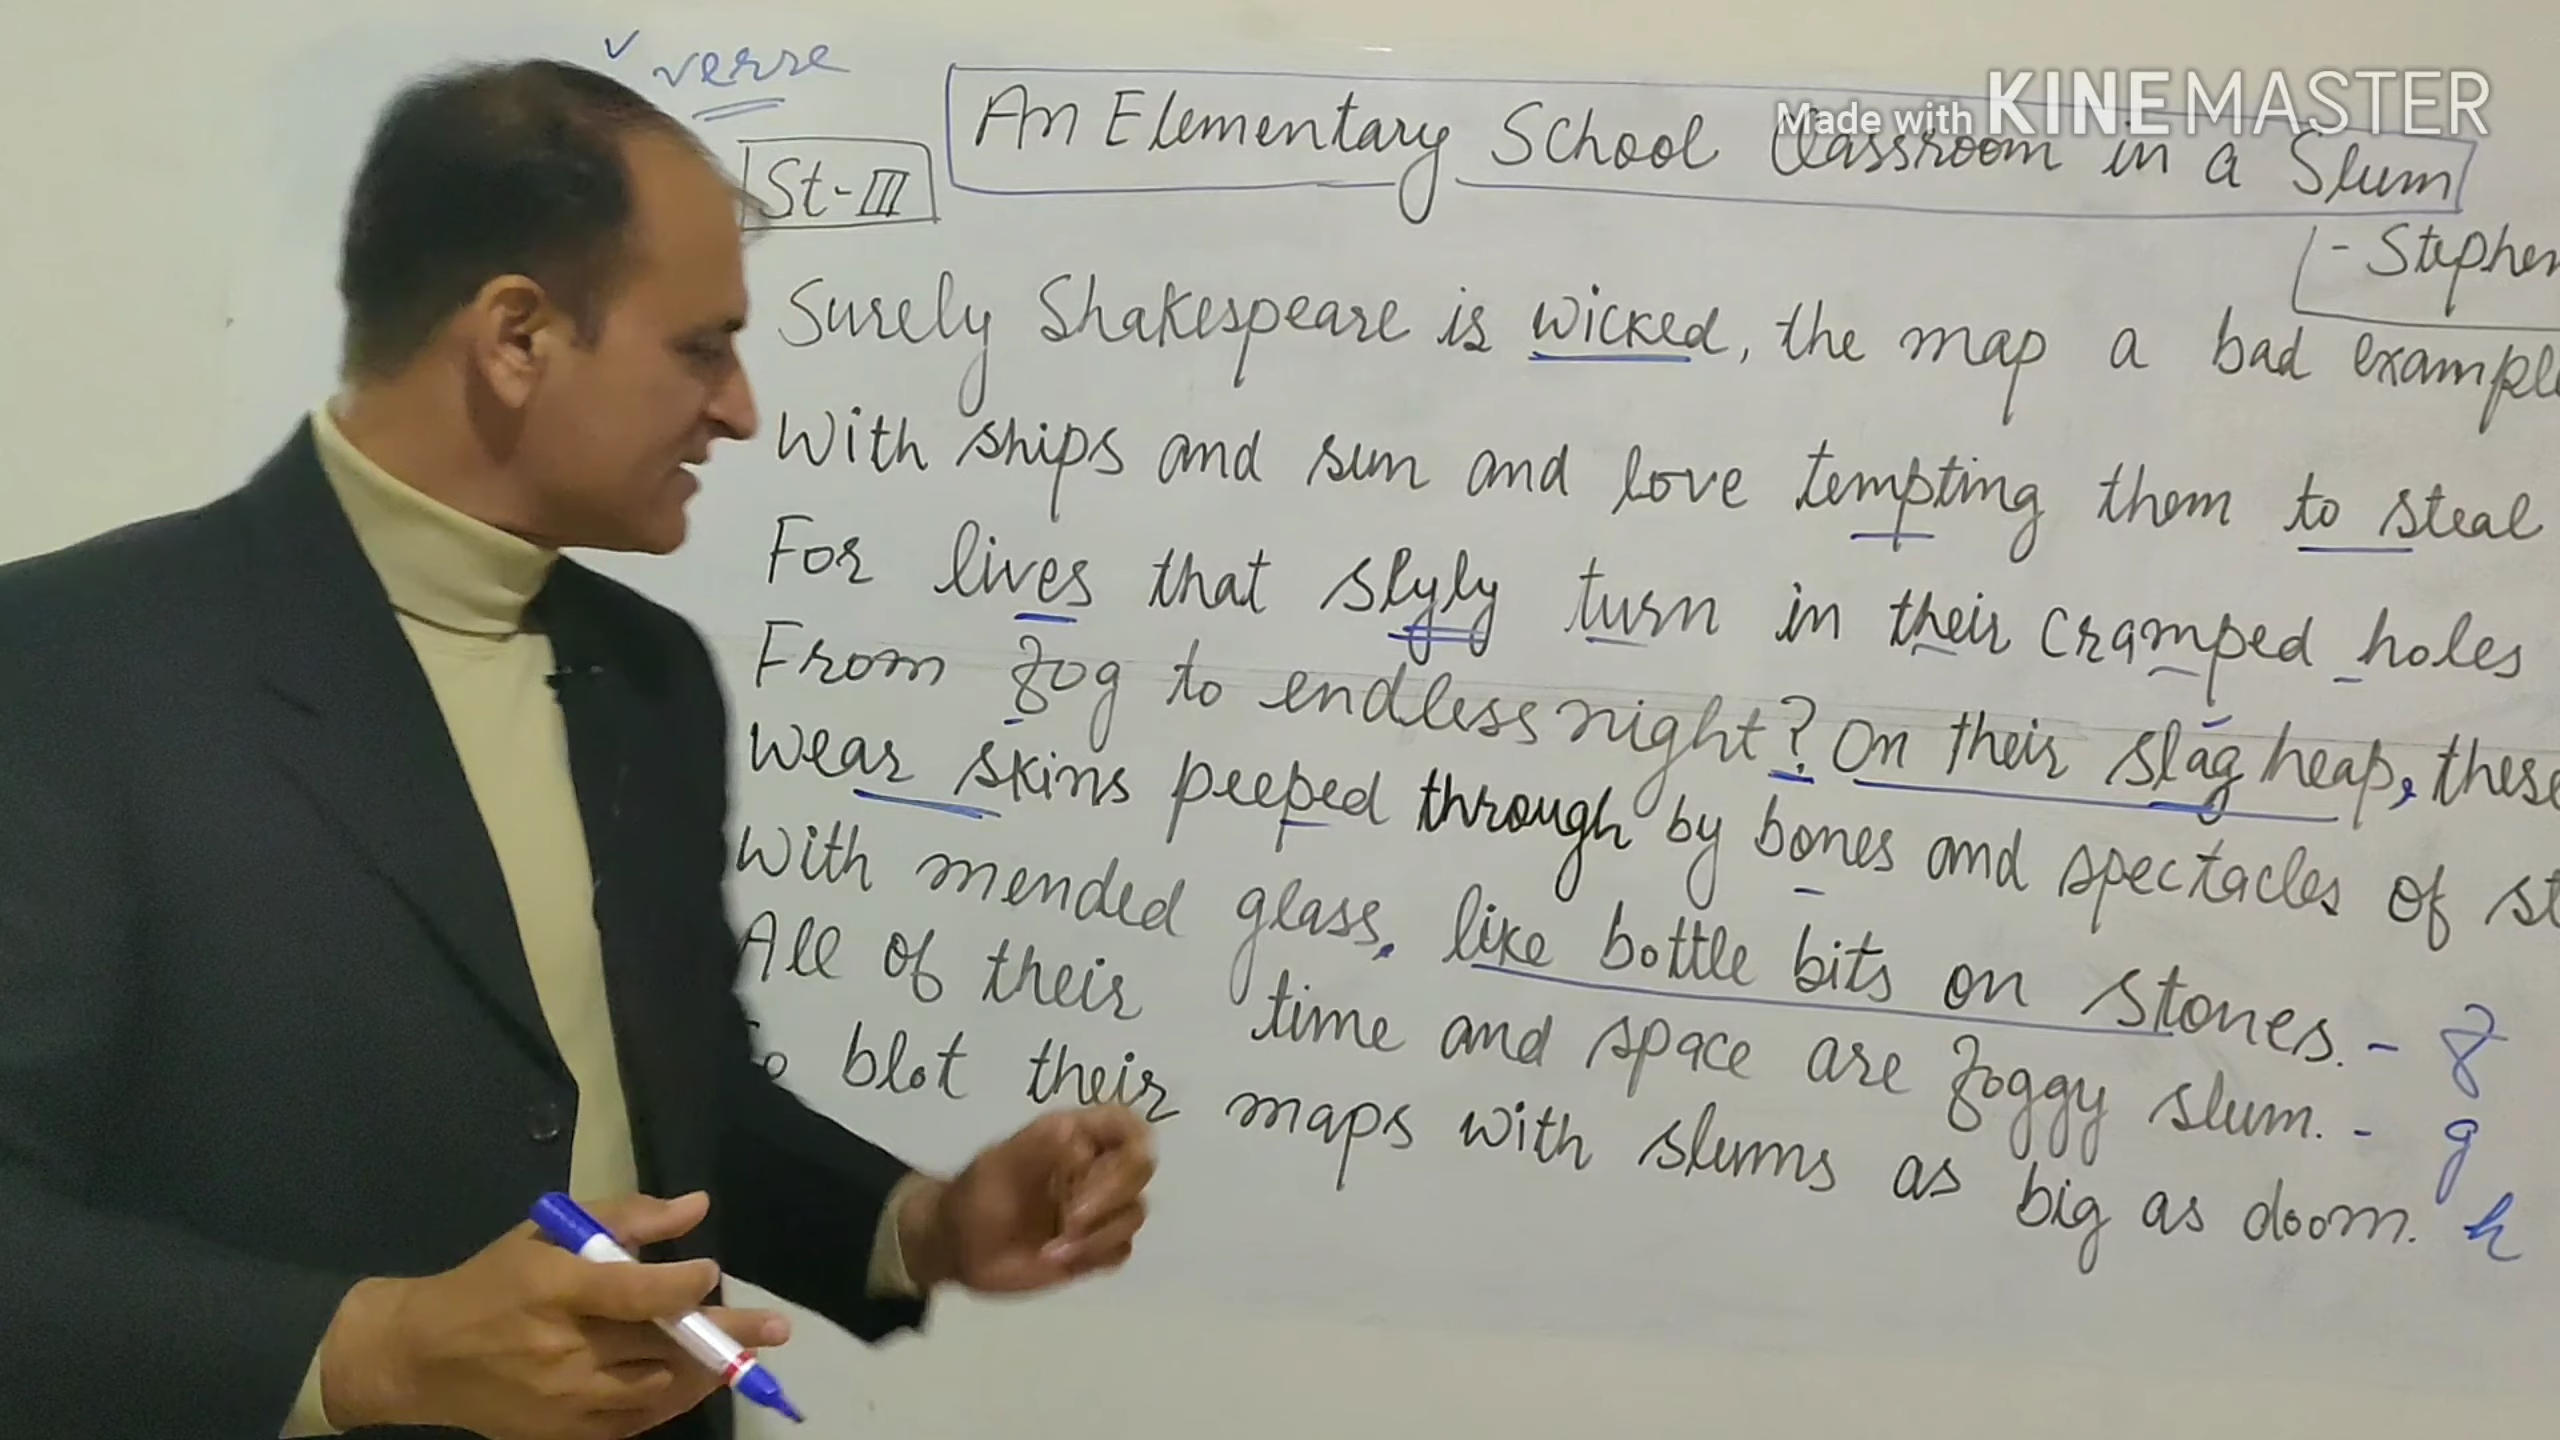 verse
Made with KINEMASTER
An Elementary School Classroom in a Slum
St-III
- Stephen
Surely Shakespeare is wicked, the map a bad example
With ships and sun and love tempting them to steal
For lives that slyly turn in their cramped holes
From fog to endless night? On their slag heap, these
Wear skins peeped through by bones and spectacles of st
With mended glass, like bottle bits on stones. - f
All of their time and space are foggy slum. - g
blot their maps with slums as big as doom. h